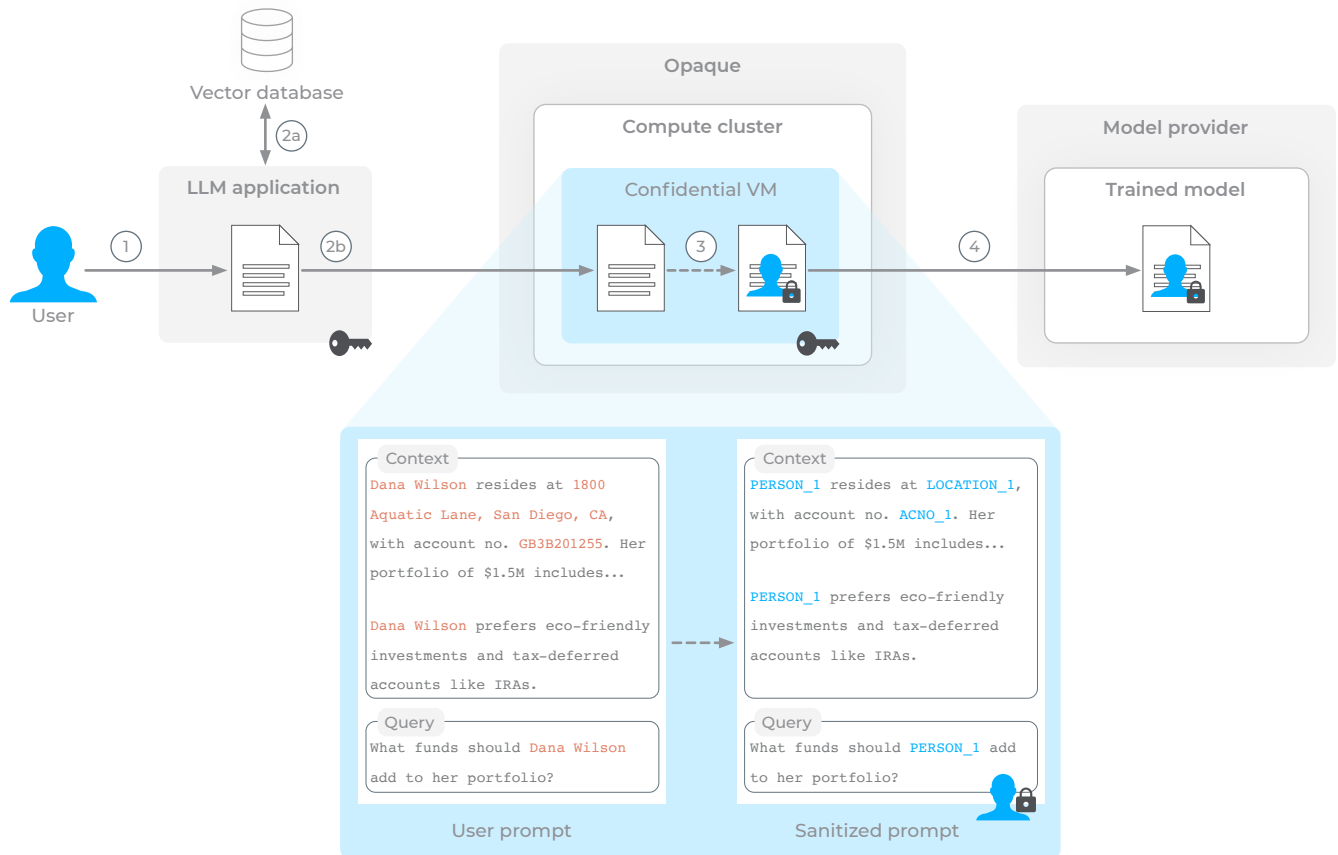 Vector database
2a
LLM application
User
1
2b
Opaque
Compute cluster
Confidential VM
3
4
Model provider
Trained model
Context
Dana Wilson resides at 1800
Aquatic Lane, San Diego, CA,
with account no. GB3B201255. Her
portfolio of $1.5M includes...
Dana Wilson prefers eco-friendly
investments and tax-deferred
accounts like IRAs.
Query
What funds should Dana Wilson
add to her portfolio?
User prompt
Context
PERSON_1 resides at LOCATION_1,
with account no. ACNO_1. Her
portfolio of $1.5M includes...
PERSON_1 prefers eco-friendly
investments and tax-deferred
accounts like IRAs.
Query
What funds should PERSON_1 add
to her portfolio?
Sanitized prompt